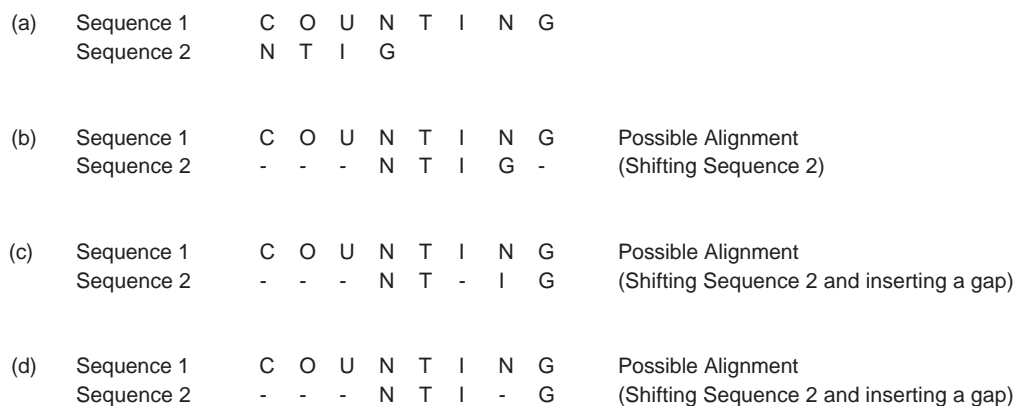 (a) Sequence 1 C O U N T I N G
Sequence 2 N T I G
(b) Sequence 1 C O U N T I N G Possible Alignment
Sequence 2 - - - N T I G - (Shifting Sequence 2)
(c) Sequence 1 C O U N T I N G Possible Alignment
Sequence 2 - - - N T - I G (Shifting Sequence 2 and inserting a gap)
(d) Sequence 1 C O U N T I N G Possible Alignment
Sequence 2 - - - N T I - G (Shifting Sequence 2 and inserting a gap)